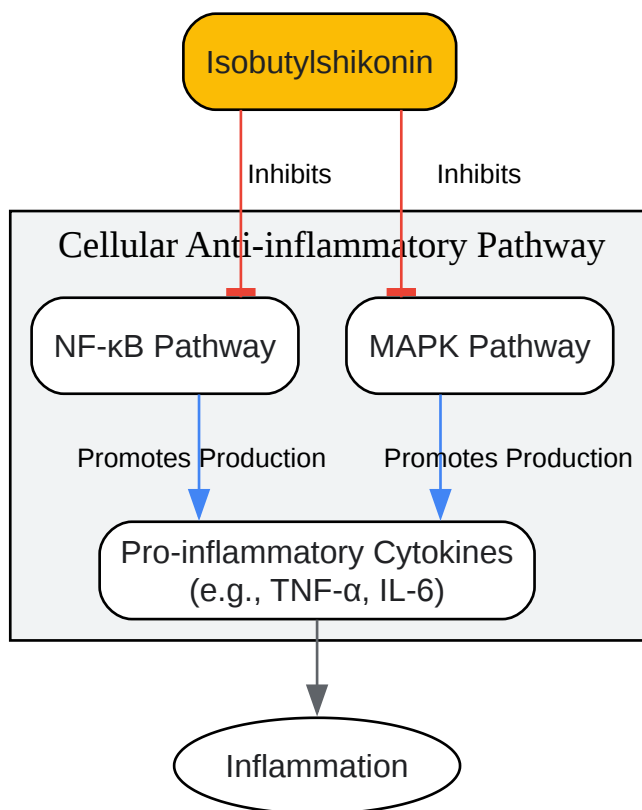 Isobutylshikonin
Inhibits Inhibits
Cellular Anti-inflammatory Pathway
NF-κB Pathway MAPK Pathway
Promotes Production Promotes Production
Pro-inflammatory Cytokines
(e.g., TNF-α, IL-6)
Inflammation